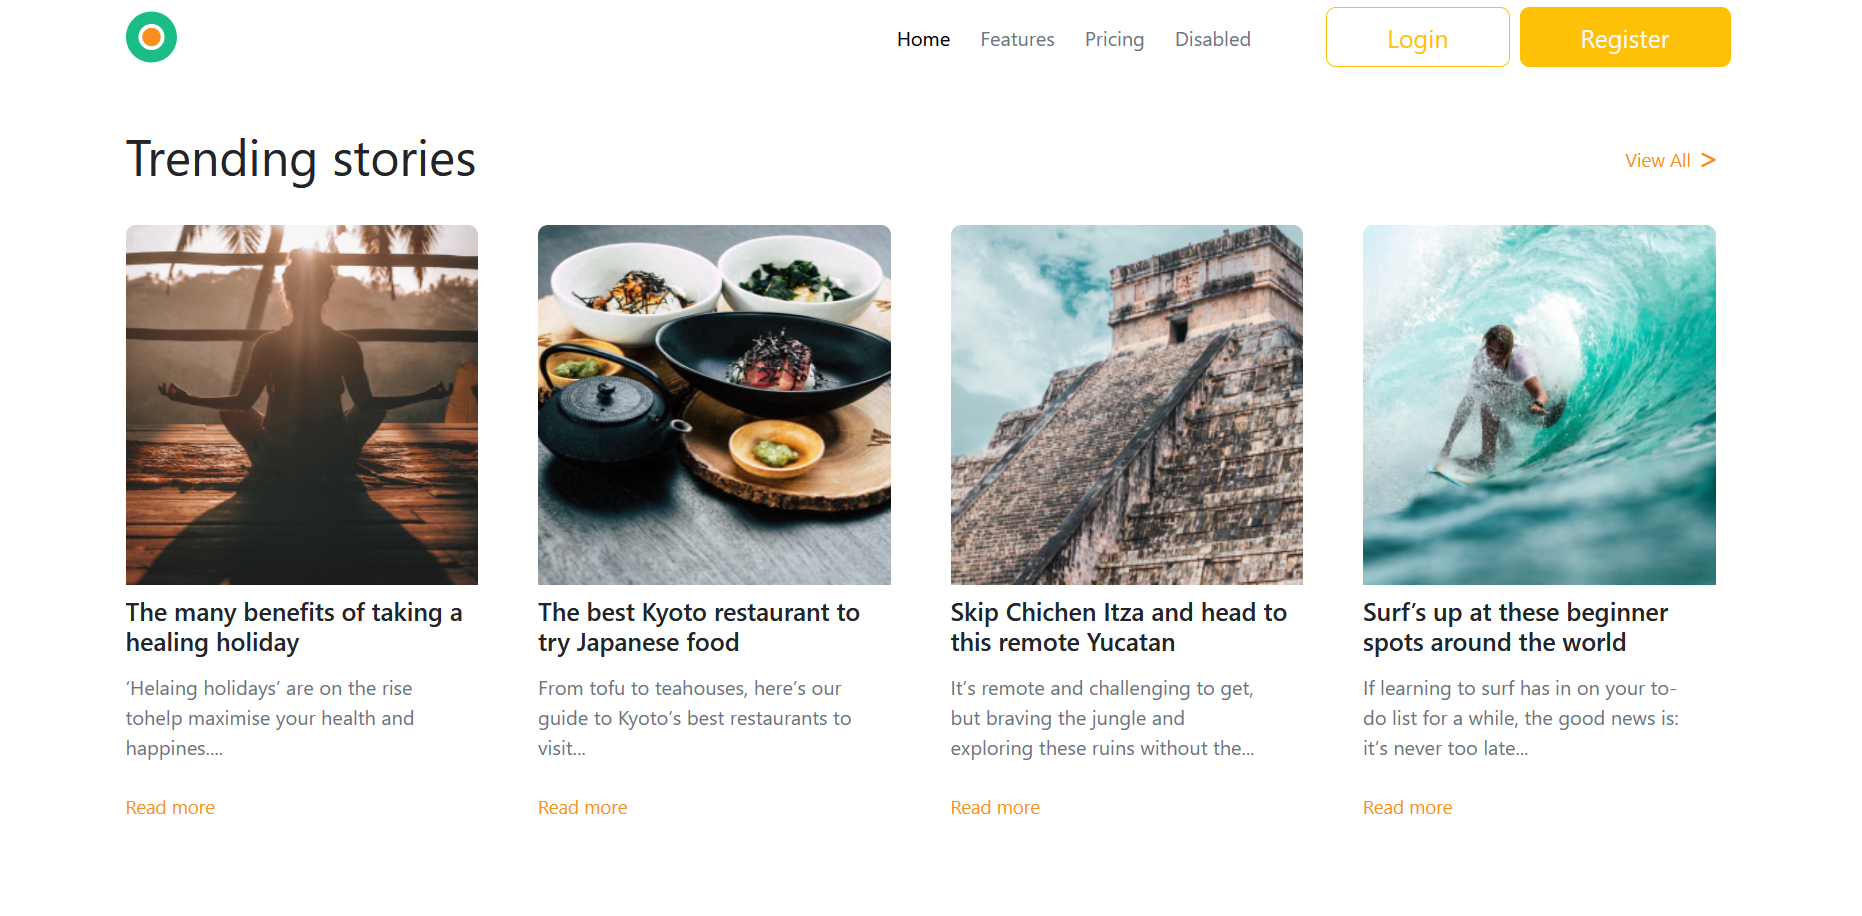 Home Features Pricing Disabled Login Register
Trending stories
View All >
The many benefits of taking a
healing holiday
‘Helaing holidays’ are on the rise
tohelp maximise your health and
happines....
Read more
The best Kyoto restaurant to
try Japanese food
From tofu to teahouses, here’s our
guide to Kyoto’s best restaurants to
visit...
Read more
Skip Chichen Itza and head to
this remote Yucatan
It’s remote and challenging to get,
but braving the jungle and
exploring these ruins without the...
Read more
Surf’s up at these beginner
spots around the world
If learning to surf has in on your to-
do list for a while, the good news is:
it’s never too late...
Read more